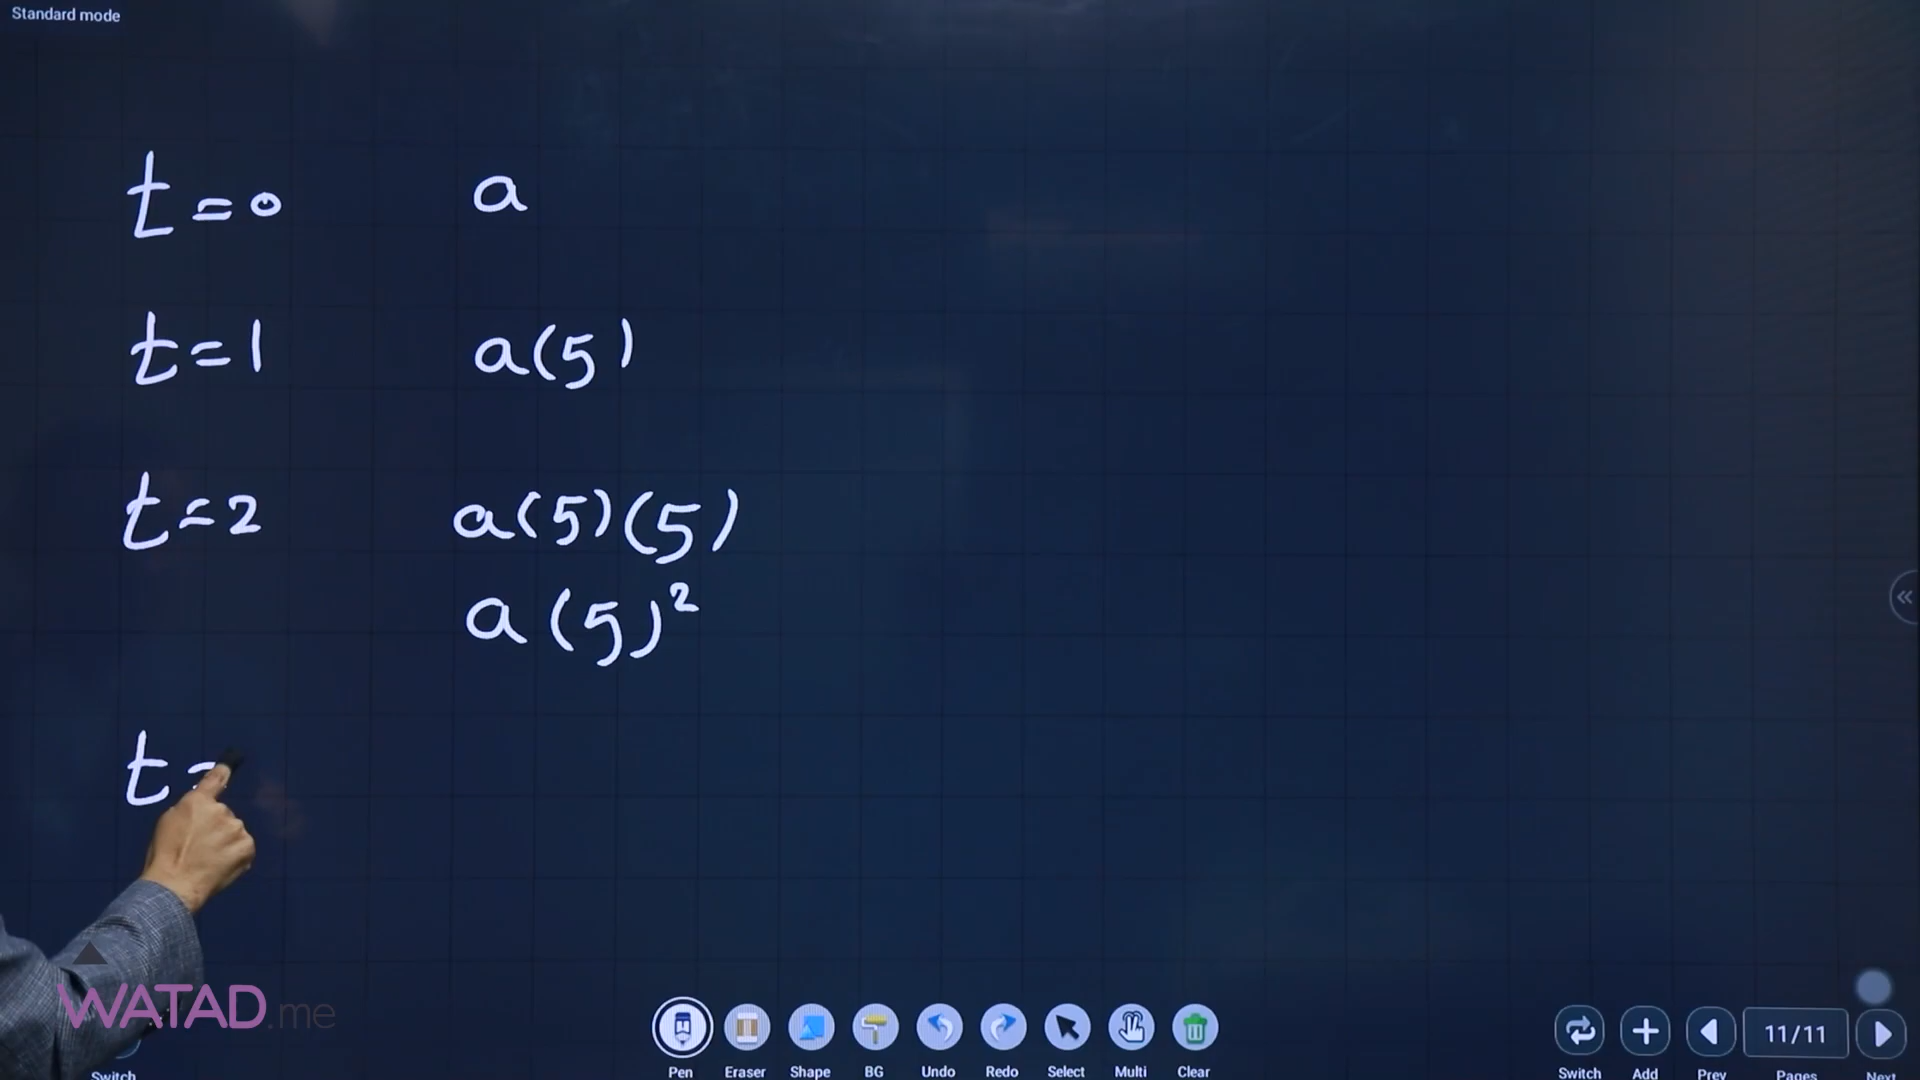 Standard mode
t=0 a
t=1 a(5)
t=2 a(5)(5)
a(5)²
t=
WATAD.me
Switch
Pen Eraser Shape BG Undo Redo Select Multi Clear
11/11
Switch Add Prev Pages Next